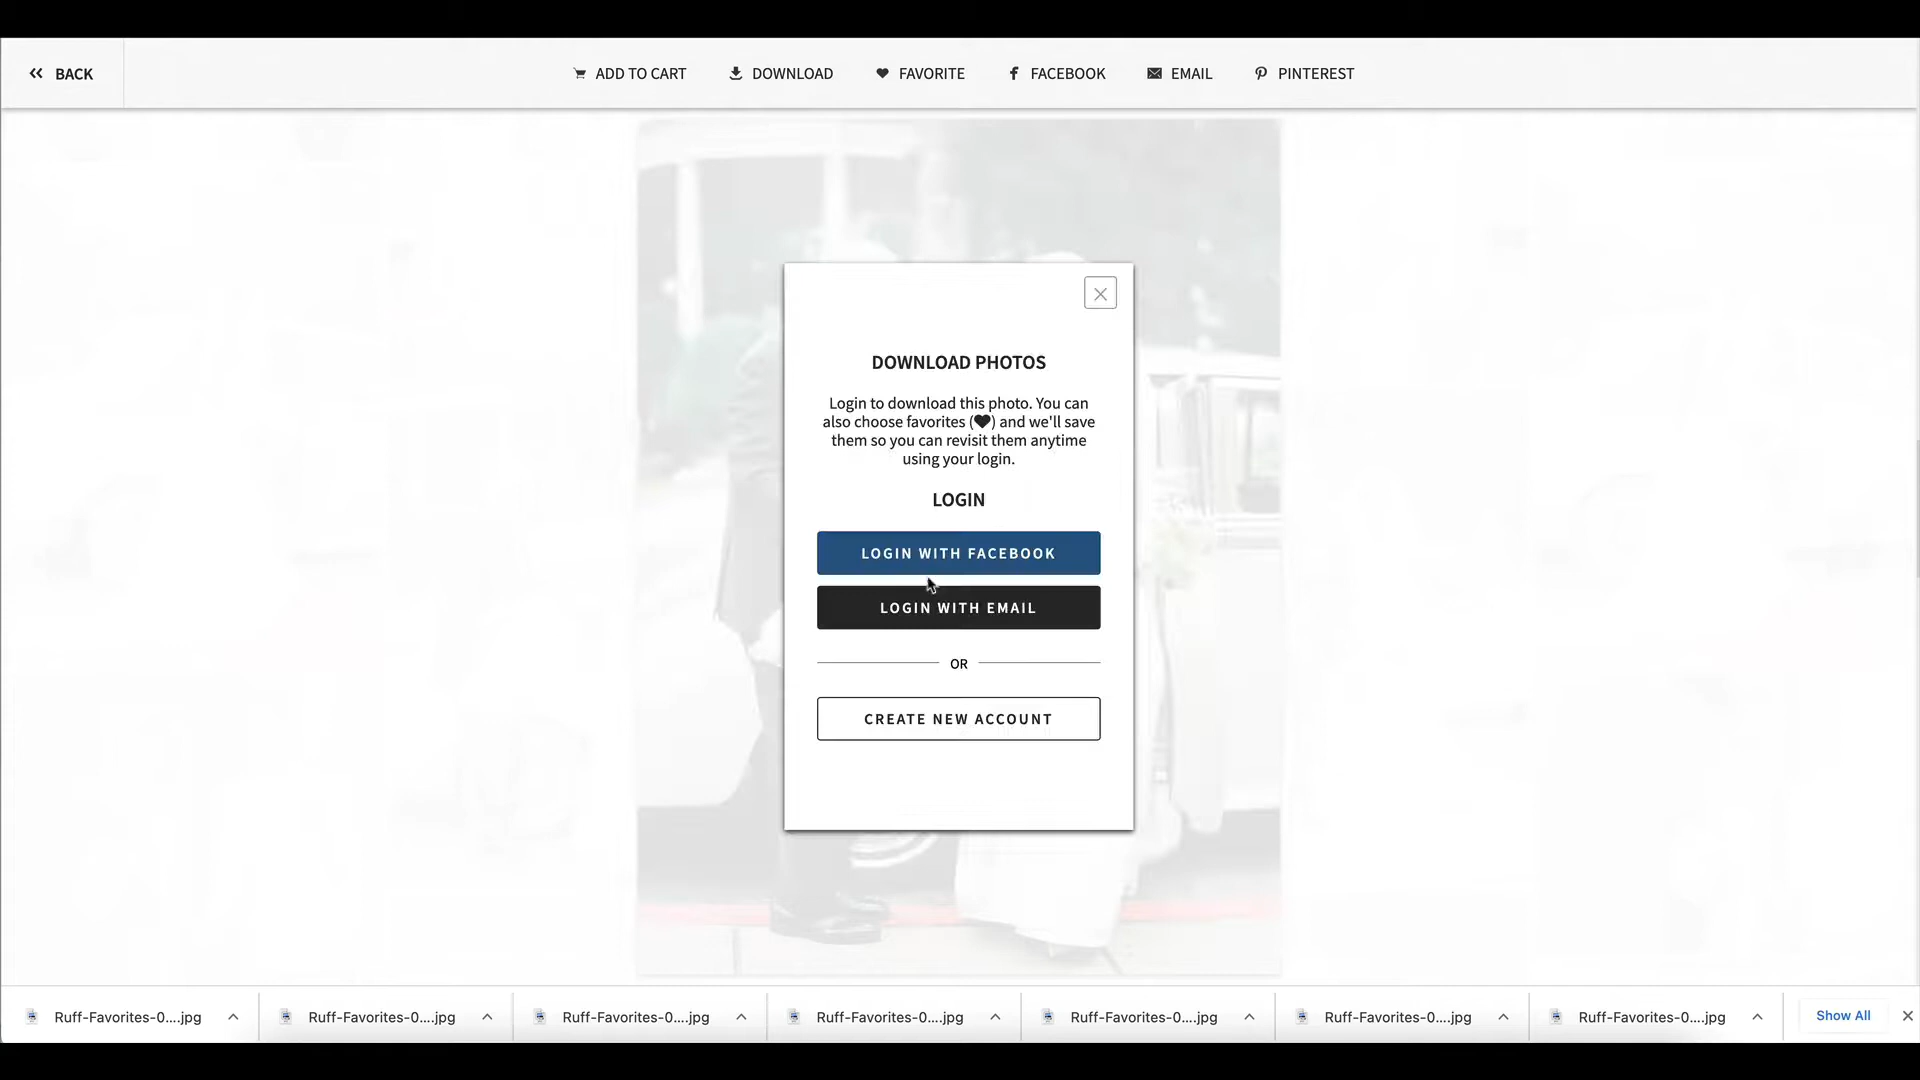 BACK
ADD TO CART
DOWNLOAD
FAVORITE
FACEBOOK
EMAIL
PINTEREST
DOWNLOAD PHOTOS
Login to download this photo. You can
also choose favorites (♥) and we'll save
them so you can revisit them anytime
using your login.
LOGIN
LOGIN WITH FACEBOOK
LOGIN WITH EMAIL
OR
CREATE NEW ACCOUNT
Ruff-Favorites-0....jpg
Ruff-Favorites-0....jpg
Ruff-Favorites-0....jpg
Ruff-Favorites-0....jpg
Ruff-Favorites-0....jpg
Ruff-Favorites-0....jpg
Ruff-Favorites-0....jpg
Show All